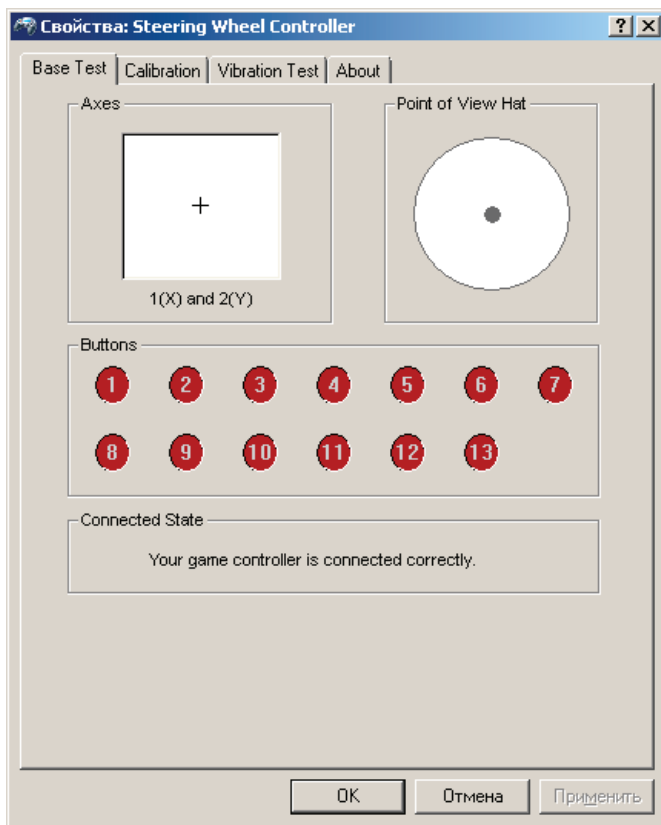 Свойства: Steering Wheel Controller
Base Test Calibration Vibration Test About
Axes
1(X) and 2(Y)
Point of View Hat
Buttons
1 2 3 4 5 6 7
8 9 10 11 12 13
Connected State
Your game controller is connected correctly.
OK Отмена Применить